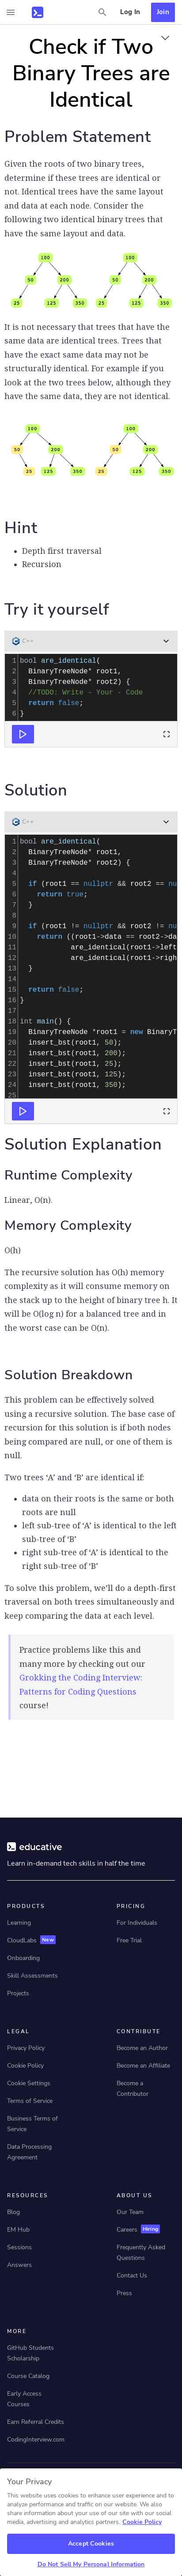 Log In
Join
Check if Two
Binary Trees are
Identical
Problem Statement
Given the roots of two binary trees,
determine if these trees are identical or
not. Identical trees have the same layout
and data at each node. Consider the
following two identical binary trees that
have the same layout and data.
100 100
50 200 50 200
25 125 350 25 125 350
It is not necessary that trees that have the
same data are identical trees. Trees that
have the exact same data may not be
structurally identical. For example if you
look at the two trees below, although they
have the same data, they are not identical.
100 100
50 200 50 200
25 125 350 25 125 350
Hint
Depth first traversal
Recursion
Try it yourself
C++
1 bool are_identical(
2 BinaryTreeNode* root1,
3 BinaryTreeNode* root2) {
4 //TODO: Write - Your - Code
5 return false;
6 }
Solution
C++
1 bool are_identical(
2 BinaryTreeNode* root1,
3 BinaryTreeNode* root2) {
4
5 if (root1 == nullptr && root2 == nu
6 return true;
7 }
8
9 if (root1 != nullptr && root2 != nu
10 return ((root1->data == root2->da
11 are_identical(root1->left
12 are_identical(root1->righ
13 }
14
15 return false;
16 }
17
18 int main() {
19 BinaryTreeNode *root1 = new BinaryT
20 insert_bst(root1, 50);
21 insert_bst(root1, 200);
22 insert_bst(root1, 25);
23 insert_bst(root1, 125);
24 insert_bst(root1, 350);
25
Solution Explanation
Runtime Complexity
Linear, O(n).
Memory Complexity
O(h)
The recursive solution has O(h) memory
complexity as it will consume memory on
the stack up to the height of binary tree h. It
will be O(log n) for a balanced tree and in
the worst case can be O(n).
Solution Breakdown
This problem can be effectively solved
using a recursive solution. The base case of
recursion for this solution is if both nodes
being compared are null, or one of them is
null.
Two trees ‘A’ and ‘B’ are identical if:
data on their roots is the same or both
roots are null
left sub-tree of ‘A’ is identical to the left
sub-tree of ‘B’
right sub-tree of ‘A’ is identical to the
right sub-tree of ‘B’
To solve this problem, we’ll do a depth-first
traversal on both trees simultaneously and
keep comparing the data at each level.
Practice problems like this and
many more by checking out our
Grokking the Coding Interview:
Patterns for Coding Questions
course!
educative
Learn in-demand tech skills in half the time
PRODUCTS
Learning
CloudLabs New
Onboarding
Skill Assessments
Projects
PRICING
For Individuals
Free Trial
LEGAL
Privacy Policy
Cookie Policy
Cookie Settings
Terms of Service
Business Terms of
Service
Data Processing
Agreement
CONTRIBUTE
Become an Author
Become an Affiliate
Become a
Contributor
RESOURCES
Blog
EM Hub
Sessions
Answers
ABOUT US
Our Team
Careers Hiring
Frequently Asked
Questions
Contact Us
Press
MORE
GitHub Students
Scholarship
Course Catalog
Early Access
Courses
Earn Referral Credits
CodingInterview.com
Your Privacy
This website uses cookies to enhance user experience and to
analyze performance and traffic on our website. We also
share information about your use of our site with our social
media, advertising and analytics partners. Cookie Policy
Accept Cookies
Do Not Sell My Personal Information